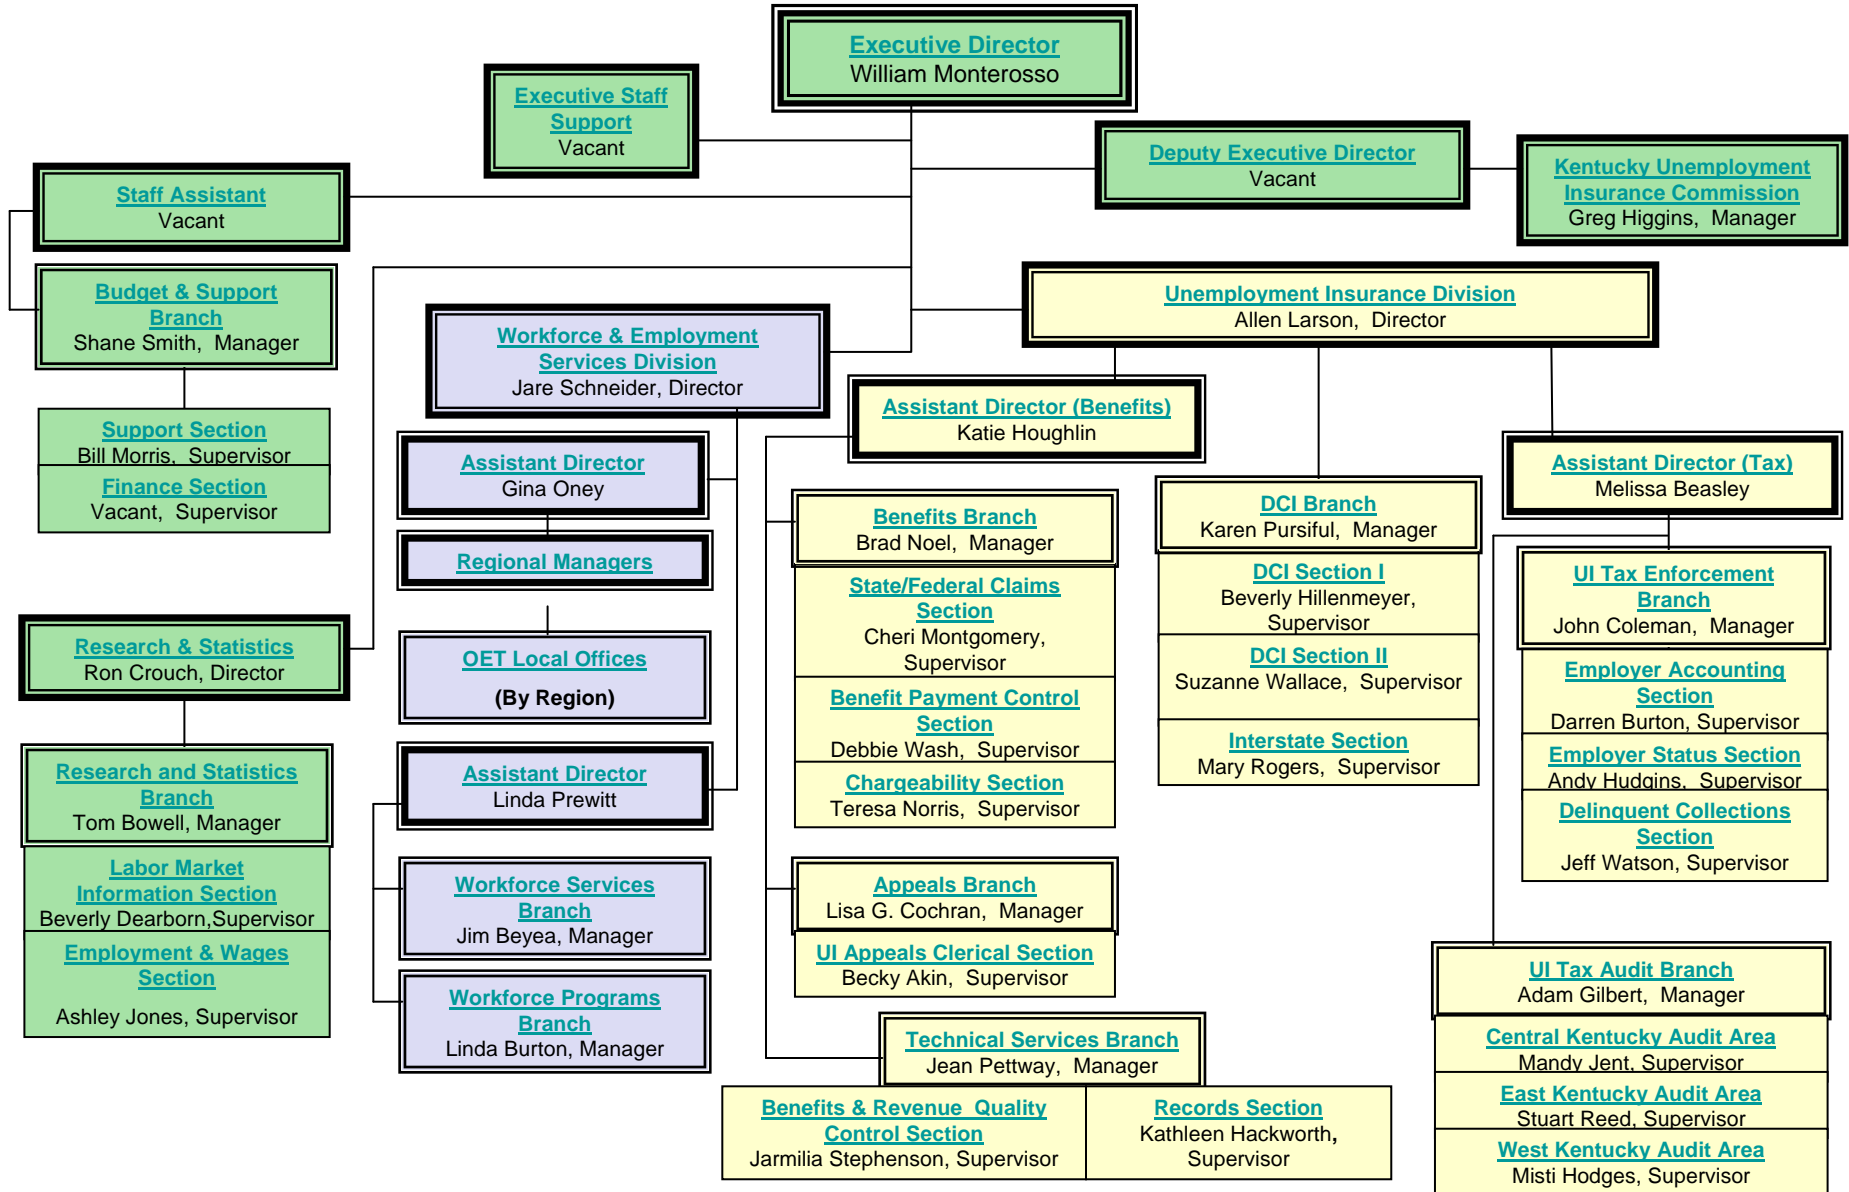 Executive Director
William Monterosso
Executive Staff
Support
Vacant
Deputy Executive Director
Vacant
Kentucky Unemployment
Insurance Commission
Greg Higgins, Manager
Staff Assistant
Vacant
Budget & Support
Branch
Shane Smith, Manager
Support Section
Bill Morris, Supervisor
Finance Section
Vacant, Supervisor
Research & Statistics
Ron Crouch, Director
Research and Statistics
Branch
Tom Bowell, Manager
Labor Market
Information Section
Beverly Dearborn,Supervisor
Employment & Wages
Section
Ashley Jones, Supervisor
Workforce & Employment
Services Division
Jare Schneider, Director
Assistant Director
Gina Oney
Regional Managers
OET Local Offices
(By Region)
Assistant Director
Linda Prewitt
Workforce Services
Branch
Jim Beyea, Manager
Workforce Programs
Branch
Linda Burton, Manager
Unemployment Insurance Division
Allen Larson, Director
Assistant Director (Benefits)
Katie Houghlin
Benefits Branch
Brad Noel, Manager
State/Federal Claims
Section
Cheri Montgomery,
Supervisor
Benefit Payment Control
Section
Debbie Wash, Supervisor
Chargeability Section
Teresa Norris, Supervisor
Appeals Branch
Lisa G. Cochran, Manager
UI Appeals Clerical Section
Becky Akin, Supervisor
Technical Services Branch
Jean Pettway, Manager
Benefits & Revenue Quality
Control Section
Jarmilia Stephenson, Supervisor
Records Section
Kathleen Hackworth,
Supervisor
DCI Branch
Karen Pursiful, Manager
DCI Section I
Beverly Hillenmeyer,
Supervisor
DCI Section II
Suzanne Wallace, Supervisor
Interstate Section
Mary Rogers, Supervisor
Assistant Director (Tax)
Melissa Beasley
UI Tax Enforcement
Branch
John Coleman, Manager
Employer Accounting
Section
Darren Burton, Supervisor
Employer Status Section
Andy Hudgins, Supervisor
Delinquent Collections
Section
Jeff Watson, Supervisor
UI Tax Audit Branch
Adam Gilbert, Manager
Central Kentucky Audit Area
Mandy Jent, Supervisor
East Kentucky Audit Area
Stuart Reed, Supervisor
West Kentucky Audit Area
Misti Hodges, Supervisor